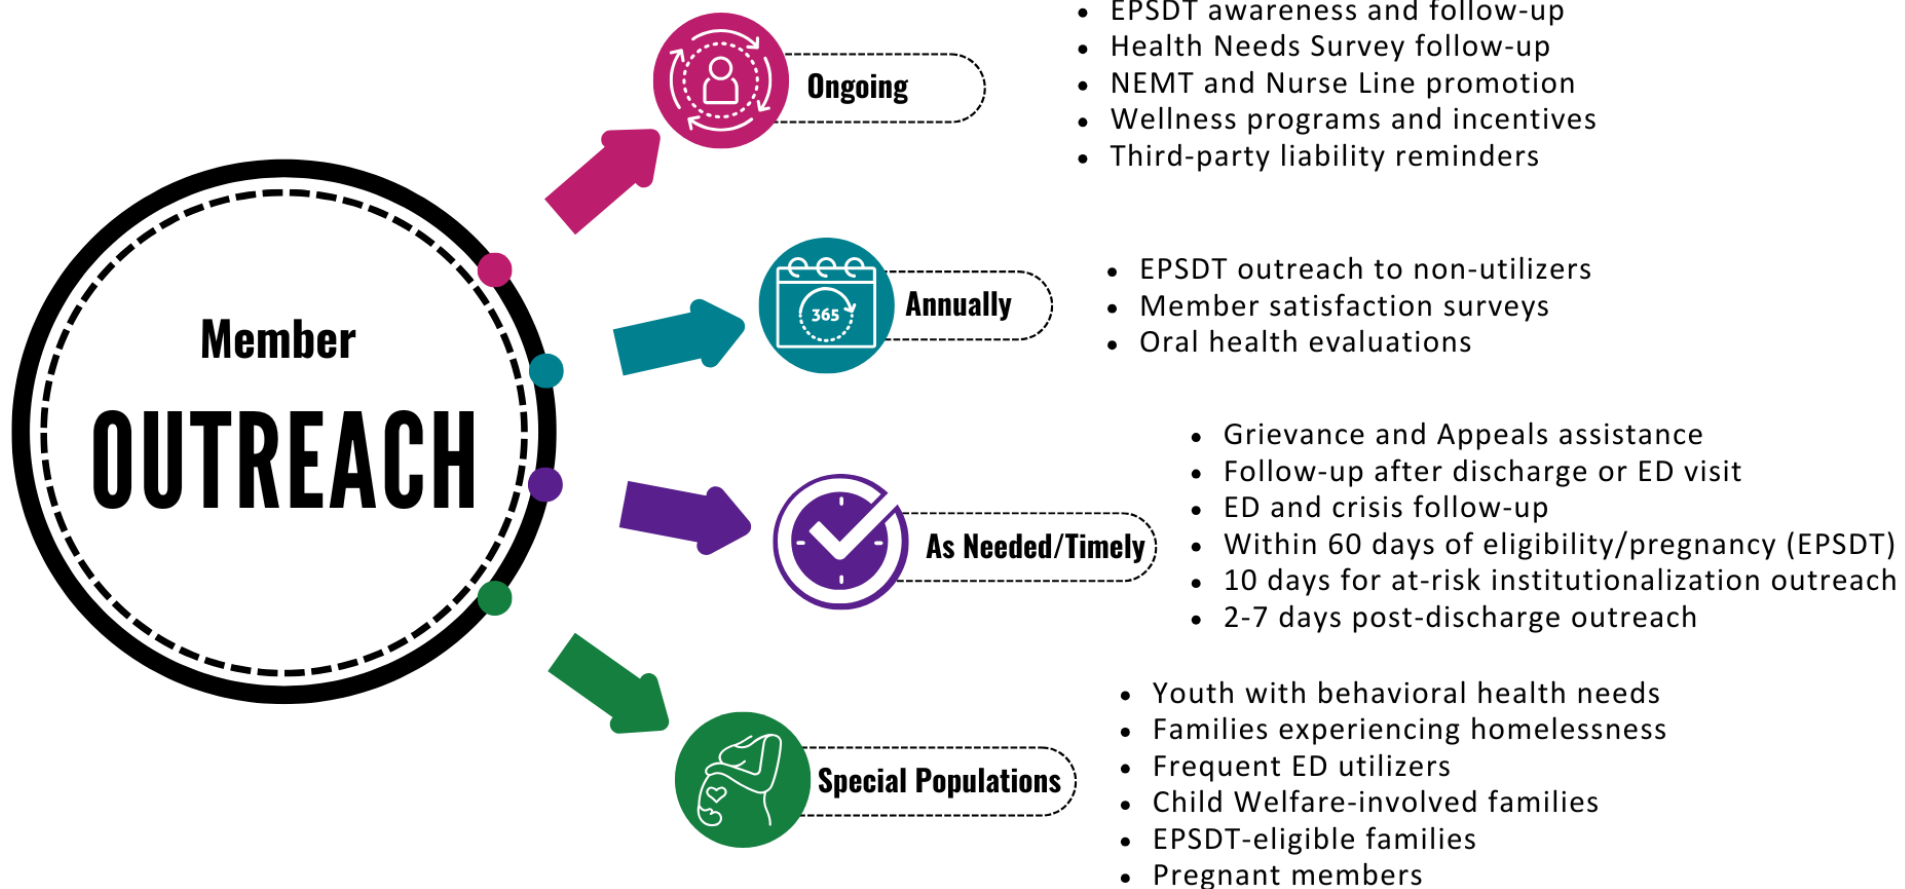 Member
OUTREACH
Ongoing
• EPSDT awareness and follow-up
• Health Needs Survey follow-up
• NEMT and Nurse Line promotion
• Wellness programs and incentives
• Third-party liability reminders
365
Annually
• EPSDT outreach to non-utilizers
• Member satisfaction surveys
• Oral health evaluations
As Needed/Timely
• Grievance and Appeals assistance
• Follow-up after discharge or ED visit
• ED and crisis follow-up
• Within 60 days of eligibility/pregnancy (EPSDT)
• 10 days for at-risk institutionalization outreach
• 2-7 days post-discharge outreach
Special Populations
• Youth with behavioral health needs
• Families experiencing homelessness
• Frequent ED utilizers
• Child Welfare-involved families
• EPSDT-eligible families
• Pregnant members